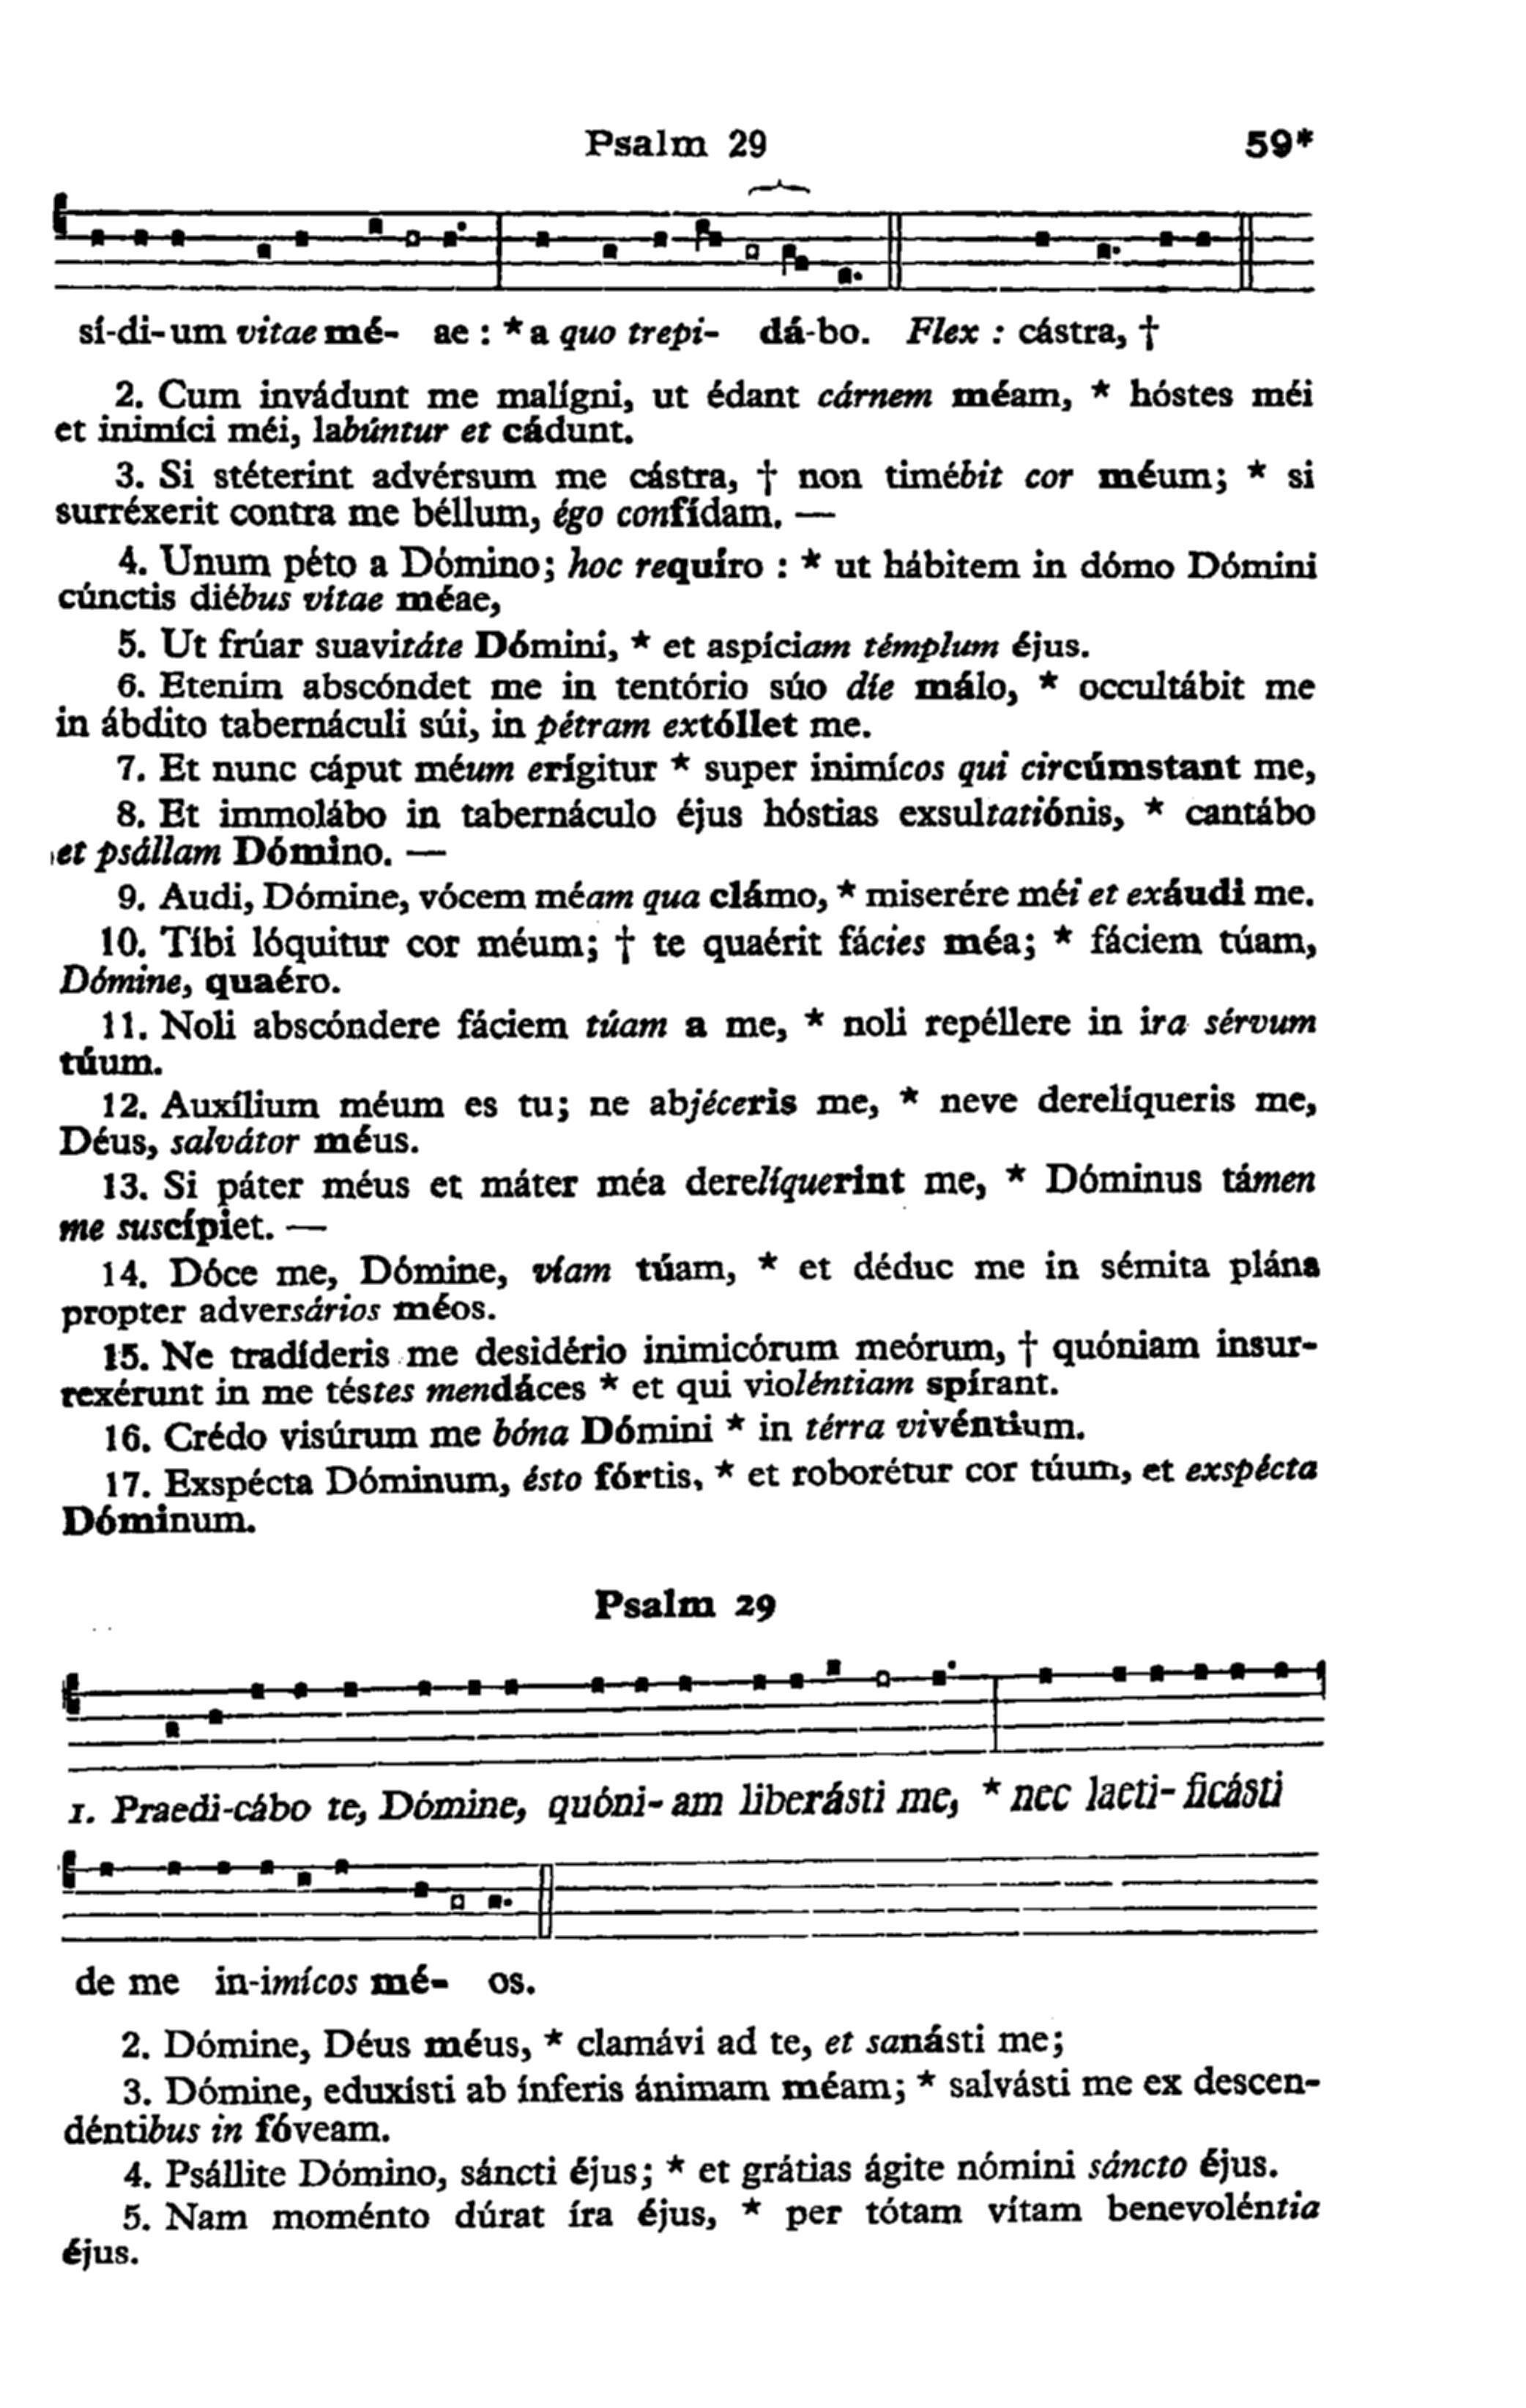 Psalm 29 59*
sí-di-um vitae mé- ae : * a quo trepi- dá-bo. Flex : cástra, †
2. Cum invádunt me malígni, ut édant cárnem méam, * hóstes méi
et inimíci méi, labúntur et cádunt.
3. Si stéterint advérsum me cástra, † non timébit cor méum; * si
surréxerit contra me béllum, égo confídam. —
4. Unum péto a Dómino; hoc requíro : * ut hábitem in dómo Dómini
cúnctis diébus vítae méae,
5. Ut frúar suavitáte Dómini, * et aspíciam témplum éjus.
6. Etenim abscóndet me in tentório súo díe málo, * occultábit me
in ábdito tabernáculi súi, in pétram extóllet me.
7. Et nunc cáput méum erígitur * super inimícos qui circúmstant me,
8. Et immolábo in tabernáculo éjus hóstias exsultatiónis, * cantábo
et psállam Dómino. —
9. Audi, Dómine, vócem méam qua clámo, * miserére méi et exáudi me.
10. Tíbi lóquitur cor méum; † te quaérit fácies méa; * fáciem túam,
Dómine, quaéro.
11. Noli abscóndere fáciem túam a me, * noli repéllere in ira sérvum
túum.
12. Auxílium méum es tu; ne abjéceris me, * neve derelíqueris me,
Déus, salvátor méus.
13. Si páter méus et máter méa derelíquerint me, * Dóminus támen
me suscípiet. —
14. Dóce me, Dómine, víam túam, * et déduc me in sémita plána
propter adversários méos.
15. Ne tradíderis me desidério inimicórum meórum, † quóniam insur-
rexérunt in me téstes mendáces * et qui violéntiam spírant.
16. Crédo visúrum me bóna Dómini * in térra vivéntium.
17. Exspécta Dóminum, ésto fórtis, * et roborétur cor túum, et exspécta
Dóminum.
Psalm 29
1. Praedi-cábo te, Dómine, quóni- am liberásti me, * nec laeti- ficásti
de me in-imícos mé- os.
2. Dómine, Déus méus, * clamávi ad te, et sanásti me;
3. Dómine, eduxísti ab ínferis ánimam méam; * salvásti me ex descen-
déntibus in fóveam.
4. Psállite Dómino, sáncti éjus; * et grátias ágite nómini sáncto éjus.
5. Nam moménto dúrat íra éjus, * per tótam vítam benevoléntia
éjus.